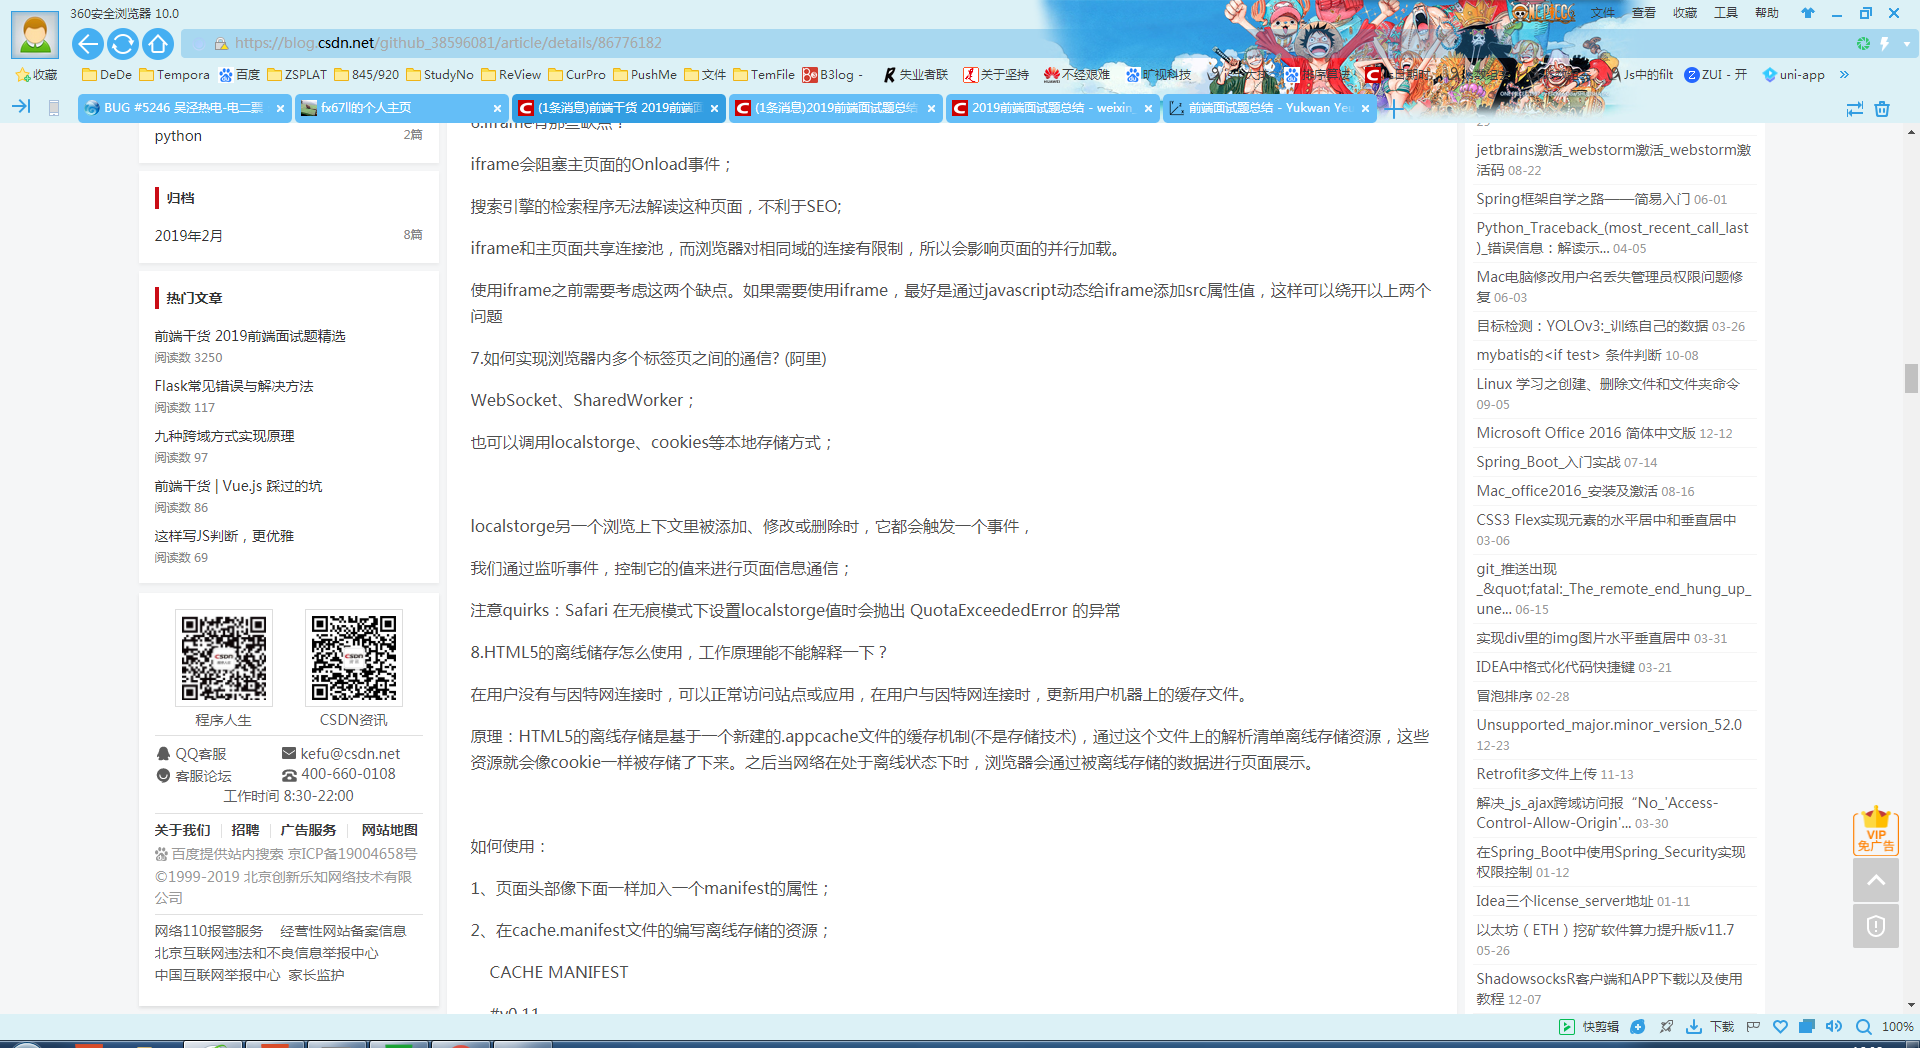 360安全浏览器 10.0
文件 查看 收藏 工具 帮助
https://blog.csdn.net/github_38596081/article/details/86776182
收藏 DeDe Tempora 百度 ZSPLAT 845/920 StudyNo ReView CurPro PushMe 文件 TemFile B3log - 失业者联 关于坚持 不经艰难 旷视科技 Js中的filt ZUI - 开 uni-app »
BUG #5246 吴泾热电-电二票 fx67ll的个人主页 (1条消息)前端干货 2019前端面 (1条消息)2019前端面试题总结 2019前端面试题总结 - weixin_ 前端面试题总结 - Yukwan Yeu
python 2篇
归档
2019年2月 8篇
热门文章
前端干货 2019前端面试题精选
阅读数 3250
Flask常见错误与解决方法
阅读数 117
九种跨域方式实现原理
阅读数 97
前端干货 | Vue.js 踩过的坑
阅读数 86
这样写JS判断，更优雅
阅读数 69
程序人生 CSDN资讯
QQ客服 kefu@csdn.net
客服论坛 400-660-0108
工作时间 8:30-22:00
关于我们 招聘 广告服务 网站地图
百度提供站内搜索 京ICP备19004658号
©1999-2019 北京创新乐知网络技术有限
公司
网络110报警服务 经营性网站备案信息
北京互联网违法和不良信息举报中心
中国互联网举报中心 家长监护
6.iframe有那些缺点？
iframe会阻塞主页面的Onload事件；
搜索引擎的检索程序无法解读这种页面，不利于SEO;
iframe和主页面共享连接池，而浏览器对相同域的连接有限制，所以会影响页面的并行加载。
使用iframe之前需要考虑这两个缺点。如果需要使用iframe，最好是通过javascript动态给iframe添加src属性值，这样可以绕开以上两个
问题
7.如何实现浏览器内多个标签页之间的通信? (阿里)
WebSocket、SharedWorker；
也可以调用localstorge、cookies等本地存储方式；
localstorge另一个浏览上下文里被添加、修改或删除时，它都会触发一个事件，
我们通过监听事件，控制它的值来进行页面信息通信；
注意quirks：Safari 在无痕模式下设置localstorge值时会抛出 QuotaExceededError 的异常
8.HTML5的离线储存怎么使用，工作原理能不能解释一下？
在用户没有与因特网连接时，可以正常访问站点或应用，在用户与因特网连接时，更新用户机器上的缓存文件。
原理：HTML5的离线存储是基于一个新建的.appcache文件的缓存机制(不是存储技术)，通过这个文件上的解析清单离线存储资源，这些
资源就会像cookie一样被存储了下来。之后当网络在处于离线状态下时，浏览器会通过被离线存储的数据进行页面展示。
如何使用：
1、页面头部像下面一样加入一个manifest的属性；
2、在cache.manifest文件的编写离线存储的资源；
CACHE MANIFEST
#v0.11
jetbrains激活_webstorm激活_webstorm激
活码 08-22
Spring框架自学之路——简易入门 06-01
Python_Traceback_(most_recent_call_last
)_错误信息：解读示... 04-05
Mac电脑修改用户名丢失管理员权限问题修
复 06-03
目标检测：YOLOv3:_训练自己的数据 03-26
mybatis的<if test> 条件判断 10-08
Linux 学习之创建、删除文件和文件夹命令
09-05
Microsoft Office 2016 简体中文版 12-12
Spring_Boot_入门实战 07-14
Mac_office2016_安装及激活 08-16
CSS3 Flex实现元素的水平居中和垂直居中
03-06
git_推送出现
_&quot;fatal:_The_remote_end_hung_up_
une... 06-15
实现div里的img图片水平垂直居中 03-31
IDEA中格式化代码快捷键 03-21
冒泡排序 02-28
Unsupported_major.minor_version_52.0
12-23
Retrofit多文件上传 11-13
解决_js_ajax跨域访问报 “No_'Access-
Control-Allow-Origin'... 03-30
在Spring_Boot中使用Spring_Security实现
权限控制 01-12
Idea三个license_server地址 01-11
以太坊（ETH）挖矿软件算力提升版v11.7
05-26
ShadowsocksR客户端和APP下载以及使用
教程 12-07
VIP
免广告
快剪辑 下载 100%